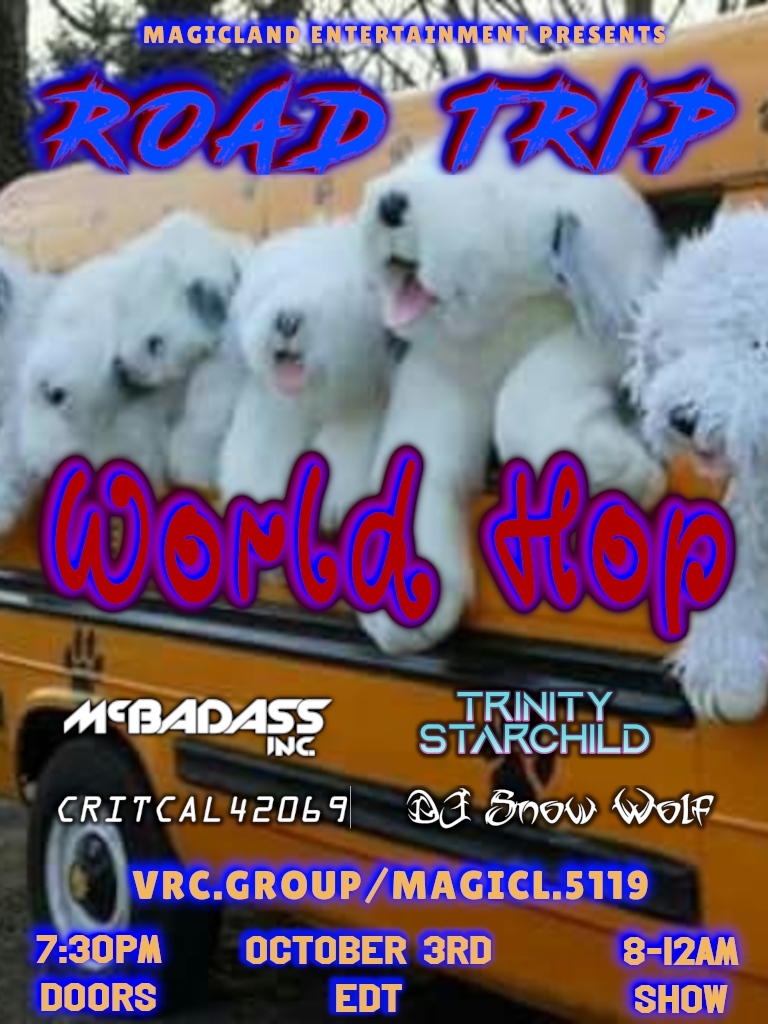 MAGICLAND ENTERTAINMENT PRESENTS
ROAD TRIP
World Hop
McBADASS INC.
TRINITY STARCHILD
CRITCAL42069
DJ Snow Wolf
VRC.GROUP/MAGICL.5119
7:30PM DOORS
OCTOBER 3RD EDT
8-12AM SHOW